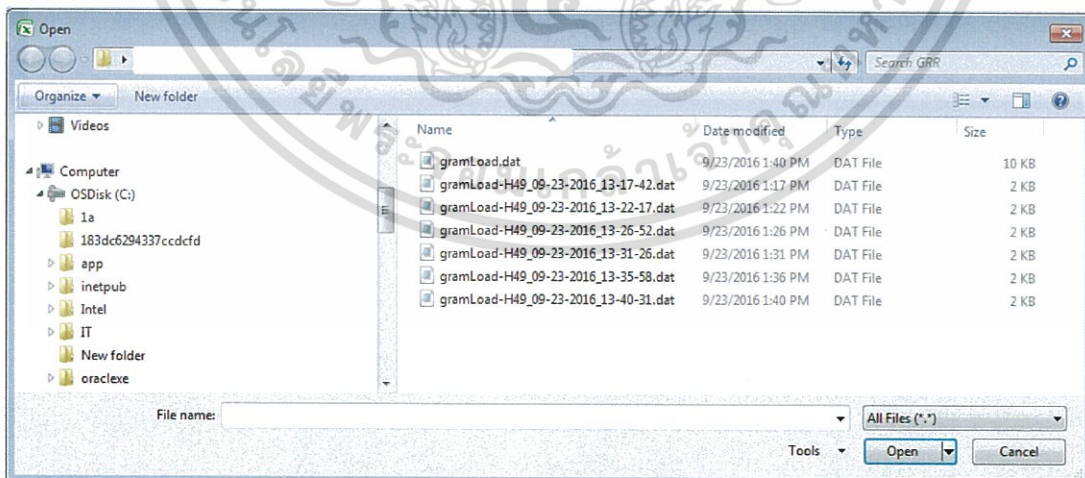 Open
Search GRR
Organize New folder
Videos
Computer
OSDisk (C:)
1a
183dc6294337ccdcfd
app
inetpub
Intel
IT
New folder
oraclexe
Name Date modified Type Size
gramLoad.dat 9/23/2016 1:40 PM DAT File 10 KB
gramLoad-H49_09-23-2016_13-17-42.dat 9/23/2016 1:17 PM DAT File 2 KB
gramLoad-H49_09-23-2016_13-22-17.dat 9/23/2016 1:22 PM DAT File 2 KB
gramLoad-H49_09-23-2016_13-26-52.dat 9/23/2016 1:26 PM DAT File 2 KB
gramLoad-H49_09-23-2016_13-31-26.dat 9/23/2016 1:31 PM DAT File 2 KB
gramLoad-H49_09-23-2016_13-35-58.dat 9/23/2016 1:36 PM DAT File 2 KB
gramLoad-H49_09-23-2016_13-40-31.dat 9/23/2016 1:40 PM DAT File 2 KB
File name: All Files (*.*)
Tools Open Cancel